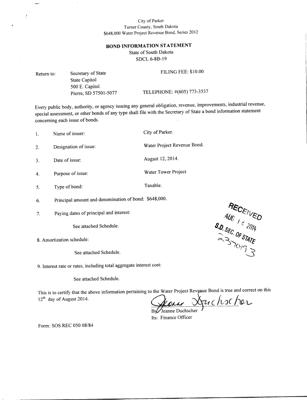 City of Parker
Turner County, South Dakota
$648,000 Water Project Revenue Bond, Series 2012
BOND INFORMATION STATEMENT
State of South Dakota
SDCL 6-8B-19
Return to: Secretary of State FILING FEE: $10.00
State Capitol
500 E. Capitol
Pierre, SD 57501-5077 TELEPHONE: #(605) 773-3537
Every public body, authority, or agency issuing any general obligation, revenue, improvements, industrial revenue,
special assessment, or other bonds of any type shall file with the Secretary of State a bond information statement
concerning each issue of bonds.
1. Name of issuer: City of Parker
2. Designation of issue: Water Project Revenue Bond.
3. Date of issue: August 12, 2014.
4. Purpose of issue: Water Tower Project
5. Type of bond: Taxable.
6. Principal amount and denomination of bond: $648,000.
7. Paying dates of principal and interest:
See attached Schedule.
RECEIVED
AUG 2014
S.D. SEC. OF STATE
8. Amortization schedule:
See attached Schedule.
9. Interest rate or rates, including total aggregate interest cost:
See attached Schedule.
This is to certify that the above information pertaining to the Water Project Revenue Bond is true and correct on this
12th day of August 2014.
Jeane Duchscher
By: Jeanne Duchscher
Its: Finance Officer
Form: SOS REC 050 08/84